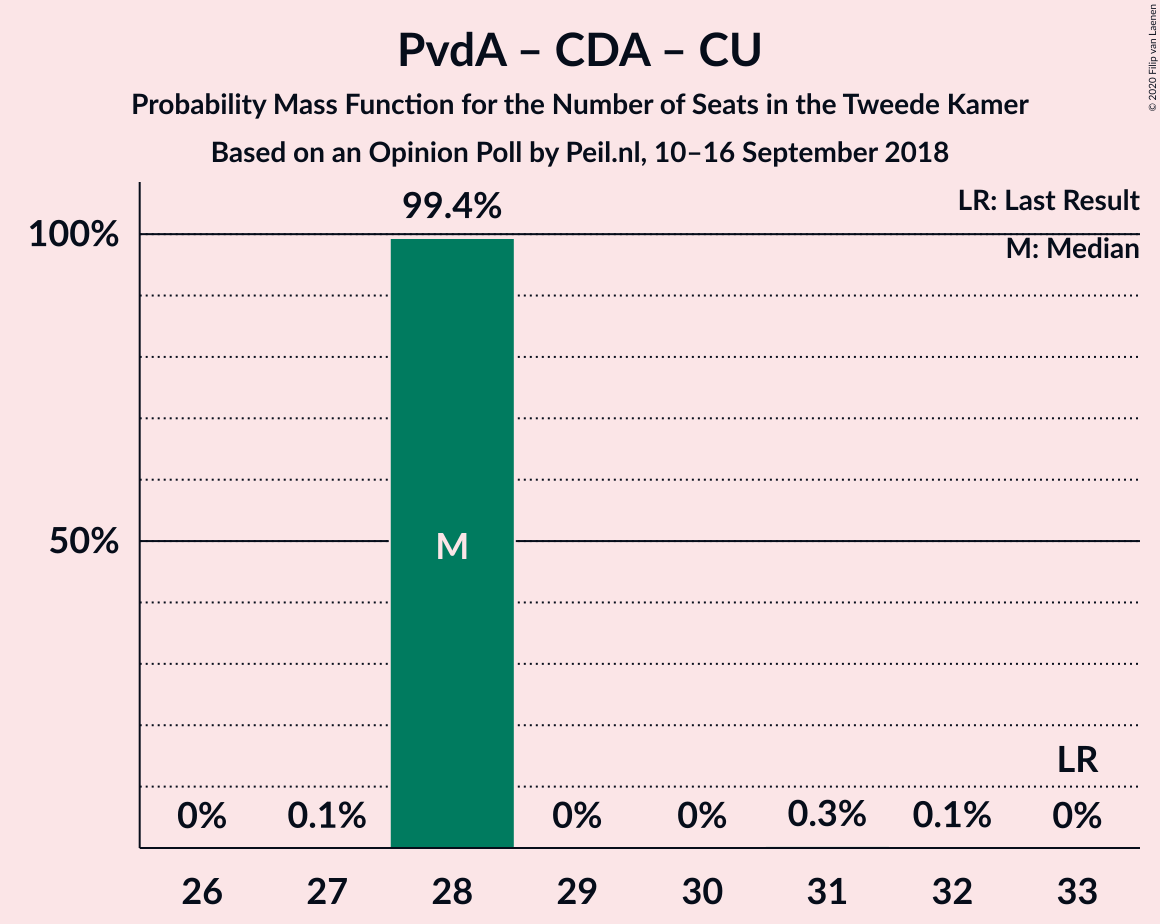 PvdA – CDA – CU
Probability Mass Function for the Number of Seats in the Tweede Kamer
Based on an Opinion Poll by Peil.nl, 10–16 September 2018
© 2020 Filip van Laenen
LR: Last Result
M: Median
99.4%
100%
50%
M
LR
0% 0.1% 0% 0% 0.3% 0.1% 0%
26 27 28 29 30 31 32 33